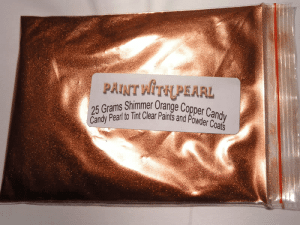 PAINT WITH PEARL
25 Grams Shimmer Orange Copper Candy
Candy Pearl to Tint Clear Paints and Powder Coats